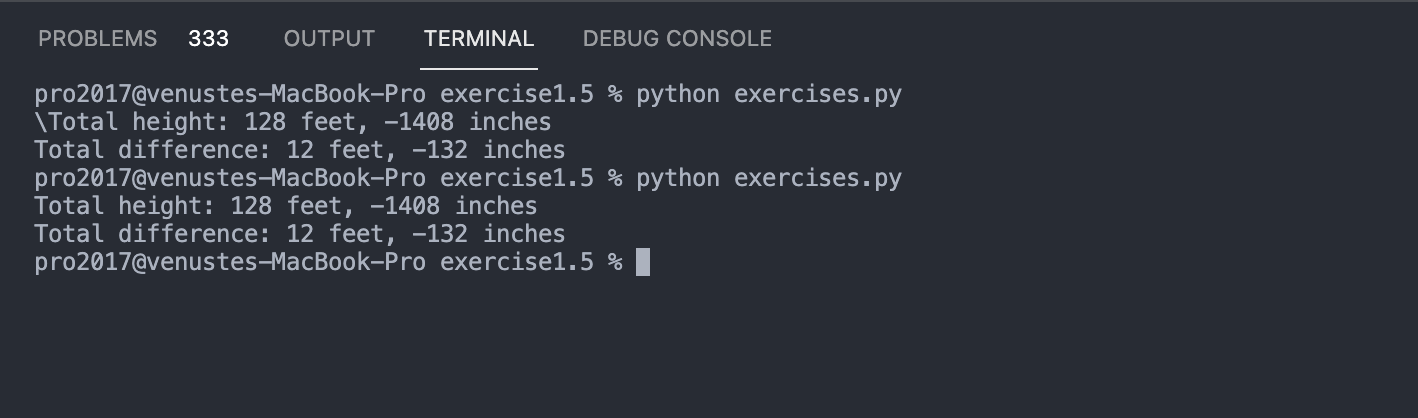 PROBLEMS 333 OUTPUT TERMINAL DEBUG CONSOLE
pro2017@venustes-MacBook-Pro exercise1.5 % python exercises.py
\Total height: 128 feet, -1408 inches
Total difference: 12 feet, -132 inches
pro2017@venustes-MacBook-Pro exercise1.5 % python exercises.py
Total height: 128 feet, -1408 inches
Total difference: 12 feet, -132 inches
pro2017@venustes-MacBook-Pro exercise1.5 %